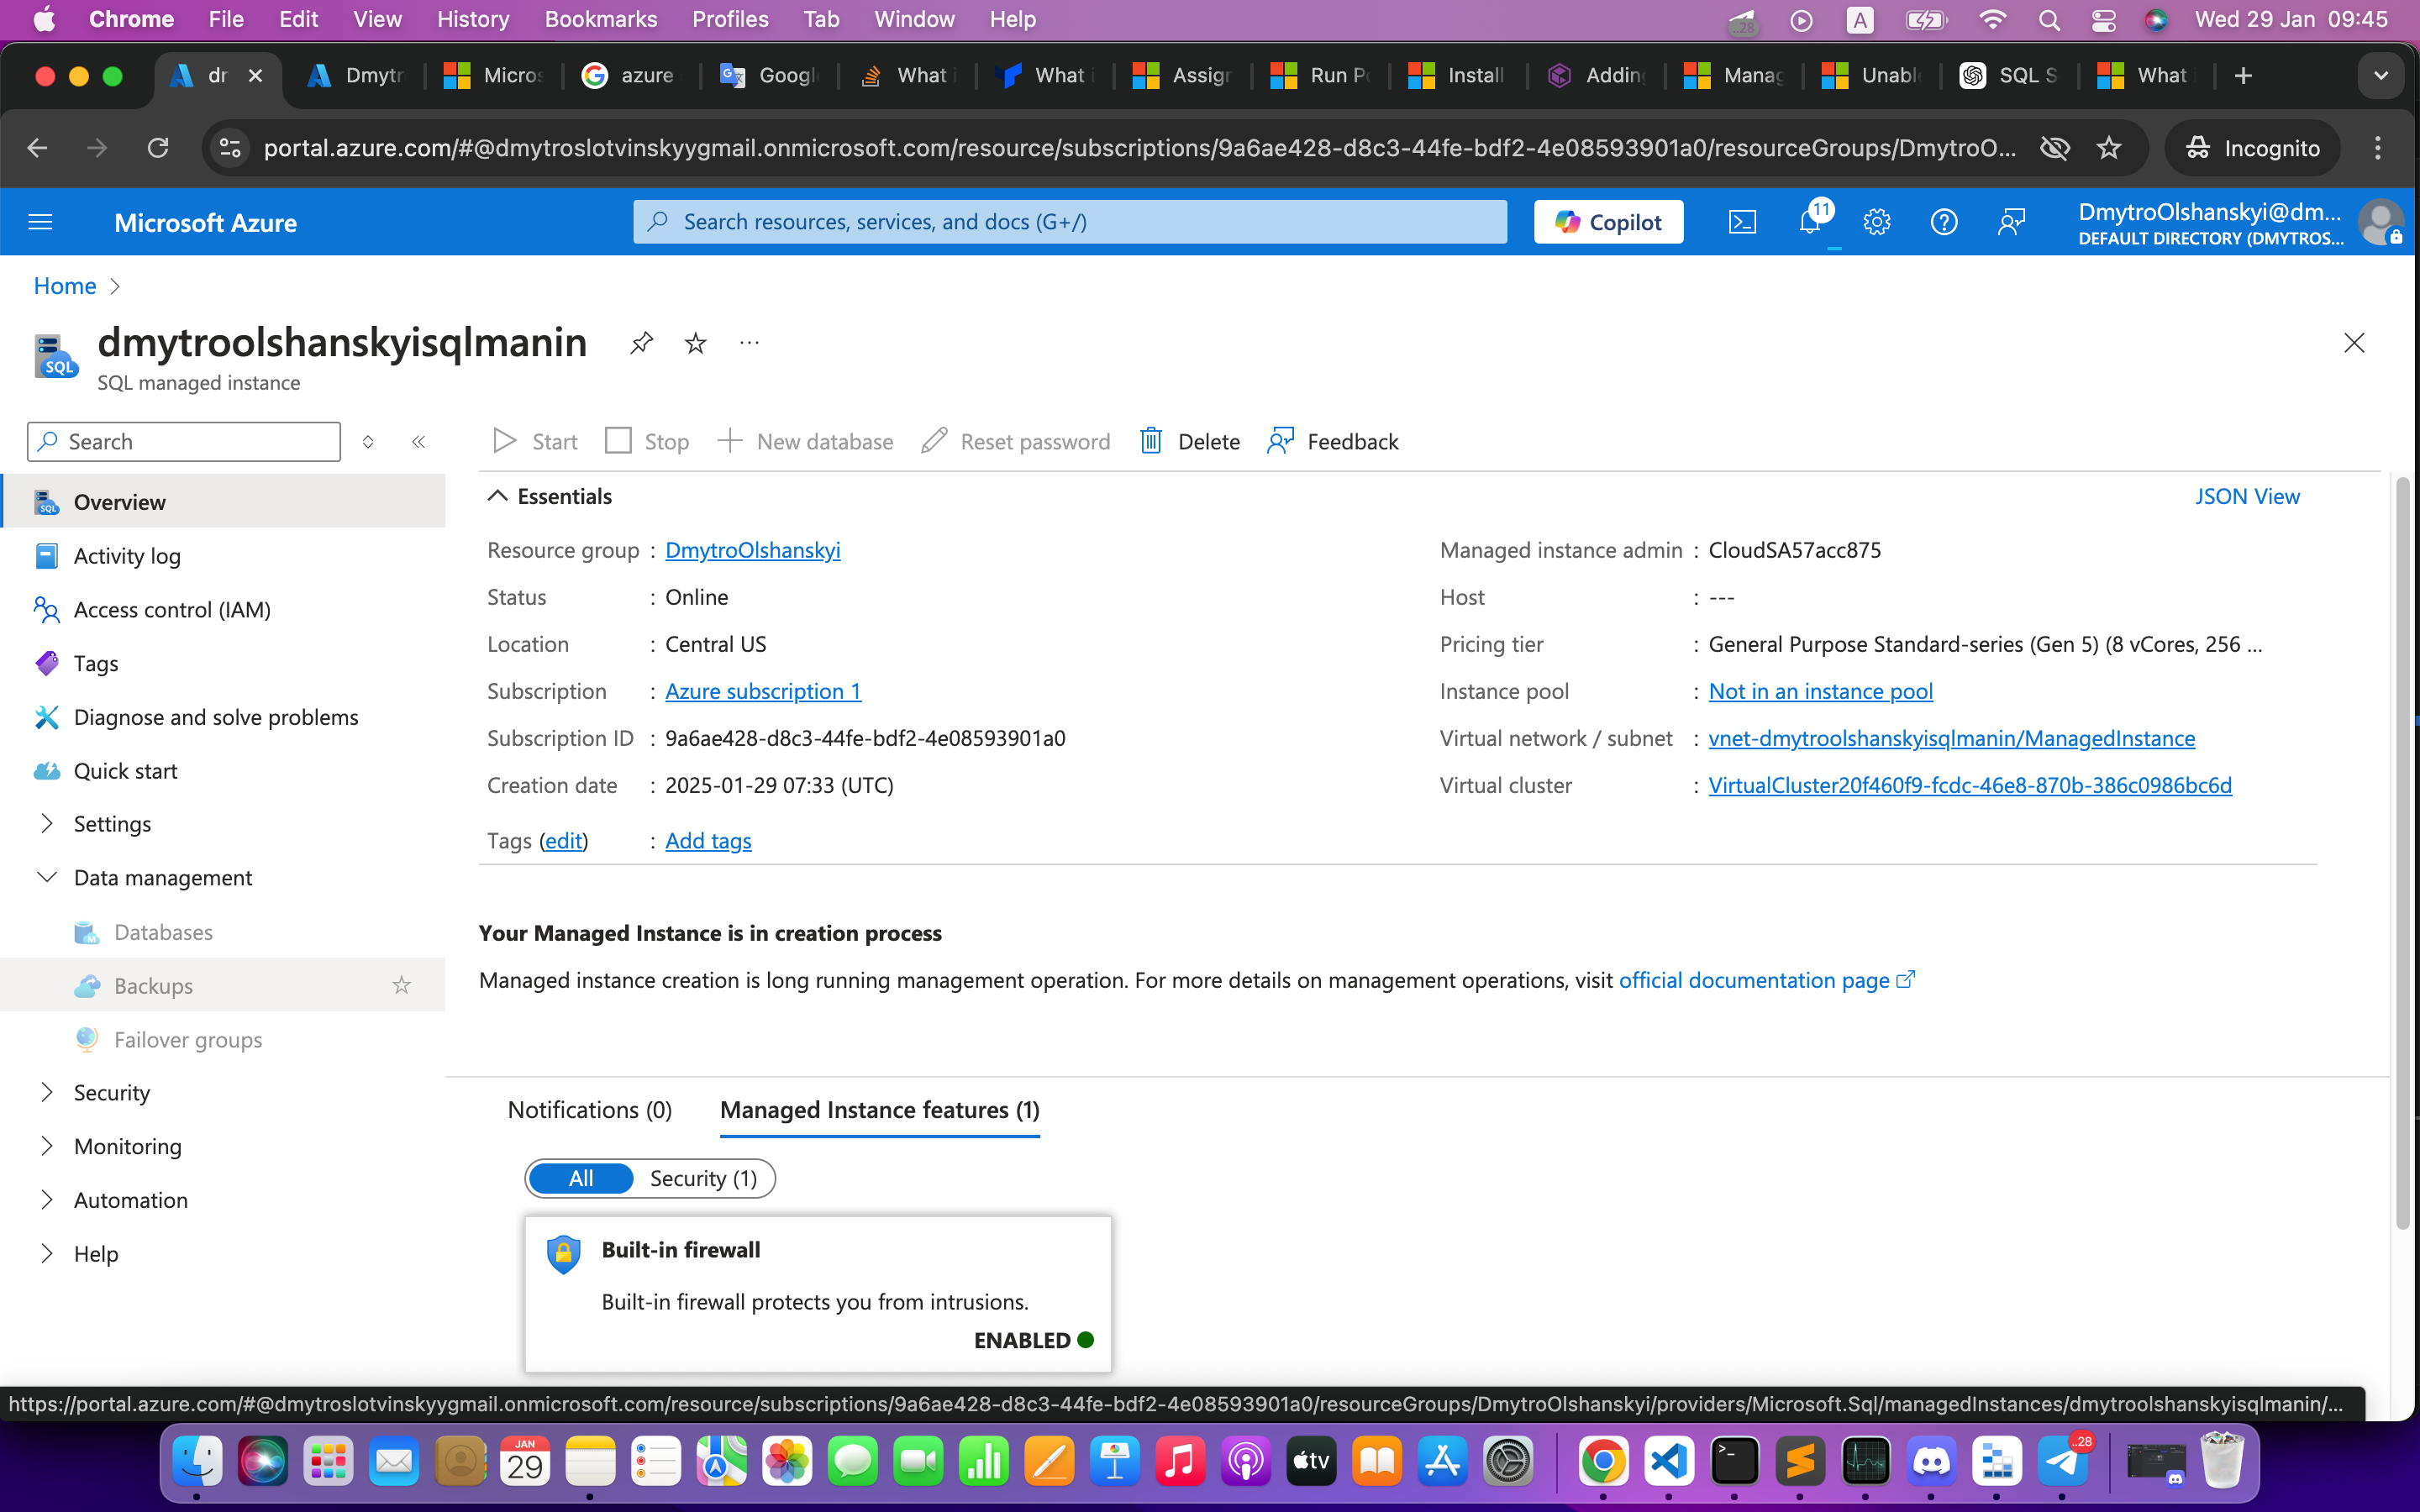 Chrome File Edit View History Bookmarks Profiles Tab Window Help ..28 A Wed 29 Jan 09:45
dr Dmytr Micros azure Googl What i What i Assign Run Po Install Adding Manag Unabl SQL S What
portal.azure.com/#@dmytroslotvinskyygmail.onmicrosoft.com/resource/subscriptions/9a6ae428-d8c3-44fe-bdf2-4e08593901a0/resourceGroups/DmytroO... Incognito
Microsoft Azure Search resources, services, and docs (G+/) Copilot 11 DmytroOlshanskyi@dm...
DEFAULT DIRECTORY (DMYTROS...
Home
dmytroolshanskyisqlmanin
SQL managed instance
Search
Start Stop New database Reset password Delete Feedback
Overview
Activity log
Access control (IAM)
Tags
Diagnose and solve problems
Quick start
Settings
Data management
Databases
Backups
Failover groups
Security
Monitoring
Automation
Help
Essentials JSON View
Resource group : DmytroOlshanskyi
Status : Online
Location : Central US
Subscription : Azure subscription 1
Subscription ID : 9a6ae428-d8c3-44fe-bdf2-4e08593901a0
Creation date : 2025-01-29 07:33 (UTC)
Tags (edit) : Add tags
Managed instance admin : CloudSA57acc875
Host : ---
Pricing tier : General Purpose Standard-series (Gen 5) (8 vCores, 256 ...
Instance pool : Not in an instance pool
Virtual network / subnet : vnet-dmytroolshanskyisqlmanin/ManagedInstance
Virtual cluster : VirtualCluster20f460f9-fcdc-46e8-870b-386c0986bc6d
Your Managed Instance is in creation process
Managed instance creation is long running management operation. For more details on management operations, visit official documentation page
Notifications (0) Managed Instance features (1)
All Security (1)
Built-in firewall
Built-in firewall protects you from intrusions.
ENABLED
https://portal.azure.com/#@dmytroslotvinskyygmail.onmicrosoft.com/resource/subscriptions/9a6ae428-d8c3-44fe-bdf2-4e08593901a0/resourceGroups/DmytroOlshanskyi/providers/Microsoft.Sql/managedInstances/dmytroolshanskyisqlmanin/...
JAN
29
tv
..28